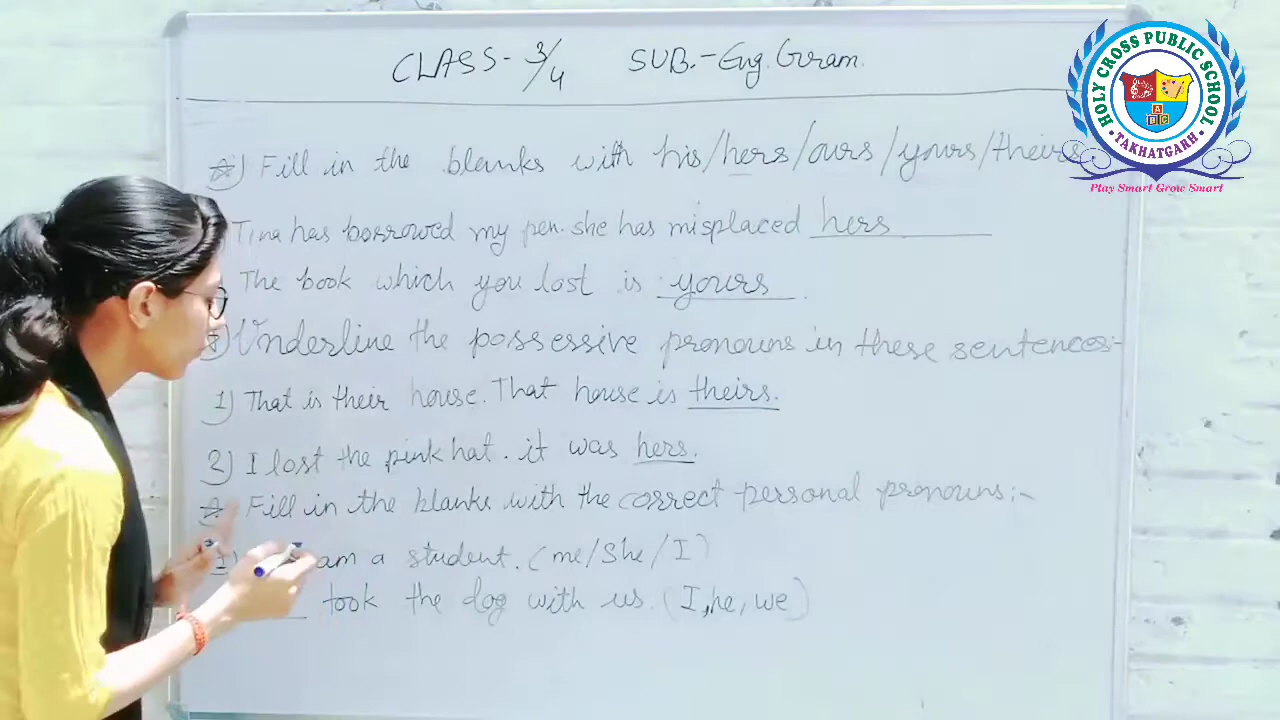 CLASS- 3/4 SUB.-Eng. Gram.
Fill in the blanks with his/hers/ours/yours/theirs
Tina has borrowed my pen. she has misplaced hers
The book which you lost is yours.
Underline the possessive pronouns in these sentences:-
1) That is their house. That house is theirs.
2) I lost the pink hat. it was hers.
Fill in the blanks with the correct personal pronouns:-
1) am a student. (me/She/I)
took the dog with us. (I, he, we)
HOLY CROSS PUBLIC SCHOOL
TAKHATGARH
A
B C
Play Smart Grow Smart